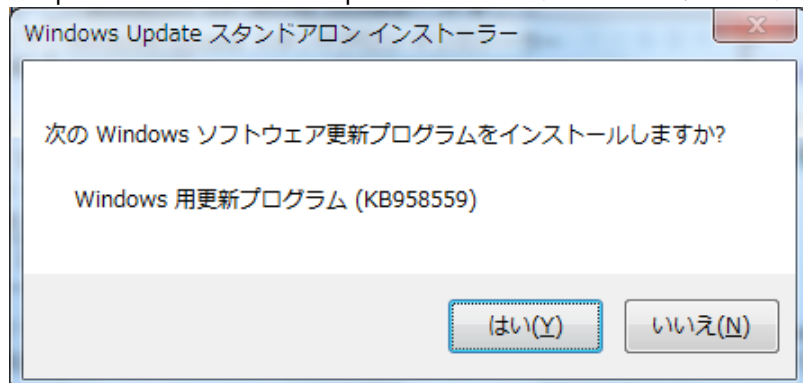 Windows Update スタンドアロン インストーラー
次の Windows ソフトウェア更新プログラムをインストールしますか?
Windows 用更新プログラム (KB958559)
はい(Y)
いいえ(N)